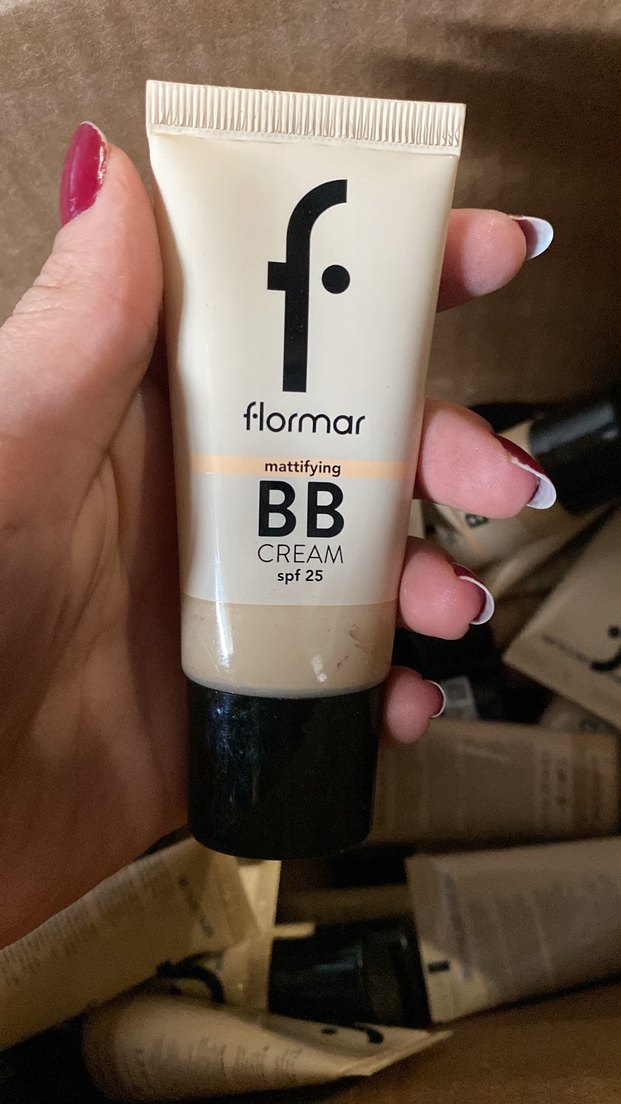 f
flormar
mattifying
BB
CREAM
spf 25